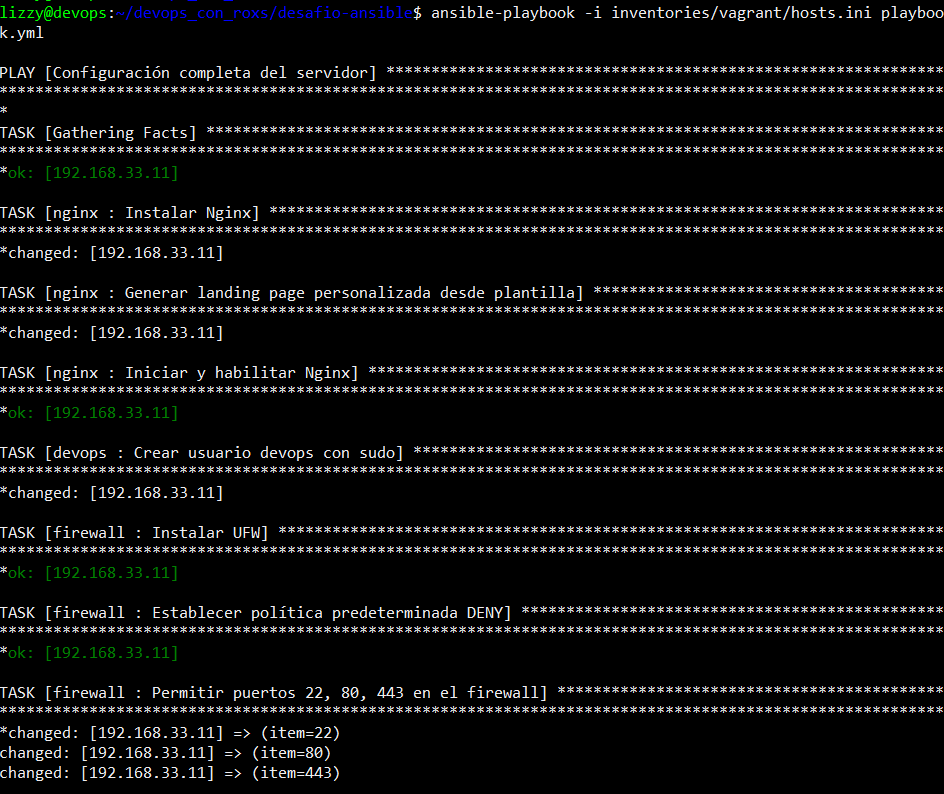 lizzy@devops:~/devops_con_roxs/desafio-ansible$ ansible-playbook -i inventories/vagrant/hosts.ini playboo
k.yml
PLAY [Configuración completa del servidor] **************************************************************
*********************************************************************************************************
*
TASK [Gathering Facts] **********************************************************************************
*********************************************************************************************************
*ok: [192.168.33.11]
TASK [nginx : Instalar Nginx] ***************************************************************************
*********************************************************************************************************
*changed: [192.168.33.11]
TASK [nginx : Generar landing page personalizada desde plantilla] ***************************************
*********************************************************************************************************
*changed: [192.168.33.11]
TASK [nginx : Iniciar y habilitar Nginx] ****************************************************************
*********************************************************************************************************
*ok: [192.168.33.11]
TASK [devops : Crear usuario devops con sudo] ***********************************************************
*********************************************************************************************************
*changed: [192.168.33.11]
TASK [firewall : Instalar UFW] **************************************************************************
*********************************************************************************************************
*ok: [192.168.33.11]
TASK [firewall : Establecer política predeterminada DENY] ***********************************************
*********************************************************************************************************
*ok: [192.168.33.11]
TASK [firewall : Permitir puertos 22, 80, 443 en el firewall] *******************************************
*********************************************************************************************************
*changed: [192.168.33.11] => (item=22)
changed: [192.168.33.11] => (item=80)
changed: [192.168.33.11] => (item=443)